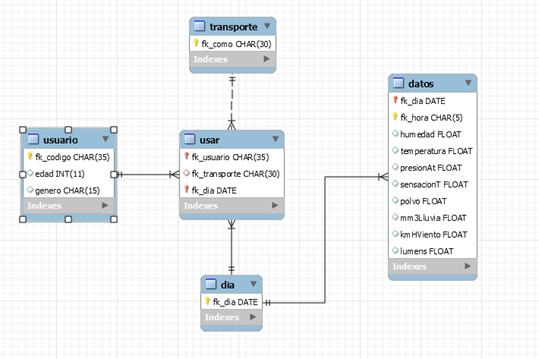 transporte
fk_como CHAR(30)
Indexes
usuario
fk_codigo CHAR(35)
edad INT(11)
genero CHAR(15)
Indexes
usar
fk_usuario CHAR(35)
fk_transporte CHAR(30)
fk_dia DATE
Indexes
dia
fk_dia DATE
Indexes
datos
fk_dia DATE
fk_hora CHAR(5)
humedad FLOAT
temperatura FLOAT
presionAt FLOAT
sensacionT FLOAT
polvo FLOAT
mm3Lluvia FLOAT
kmHViento FLOAT
lumens FLOAT
Indexes